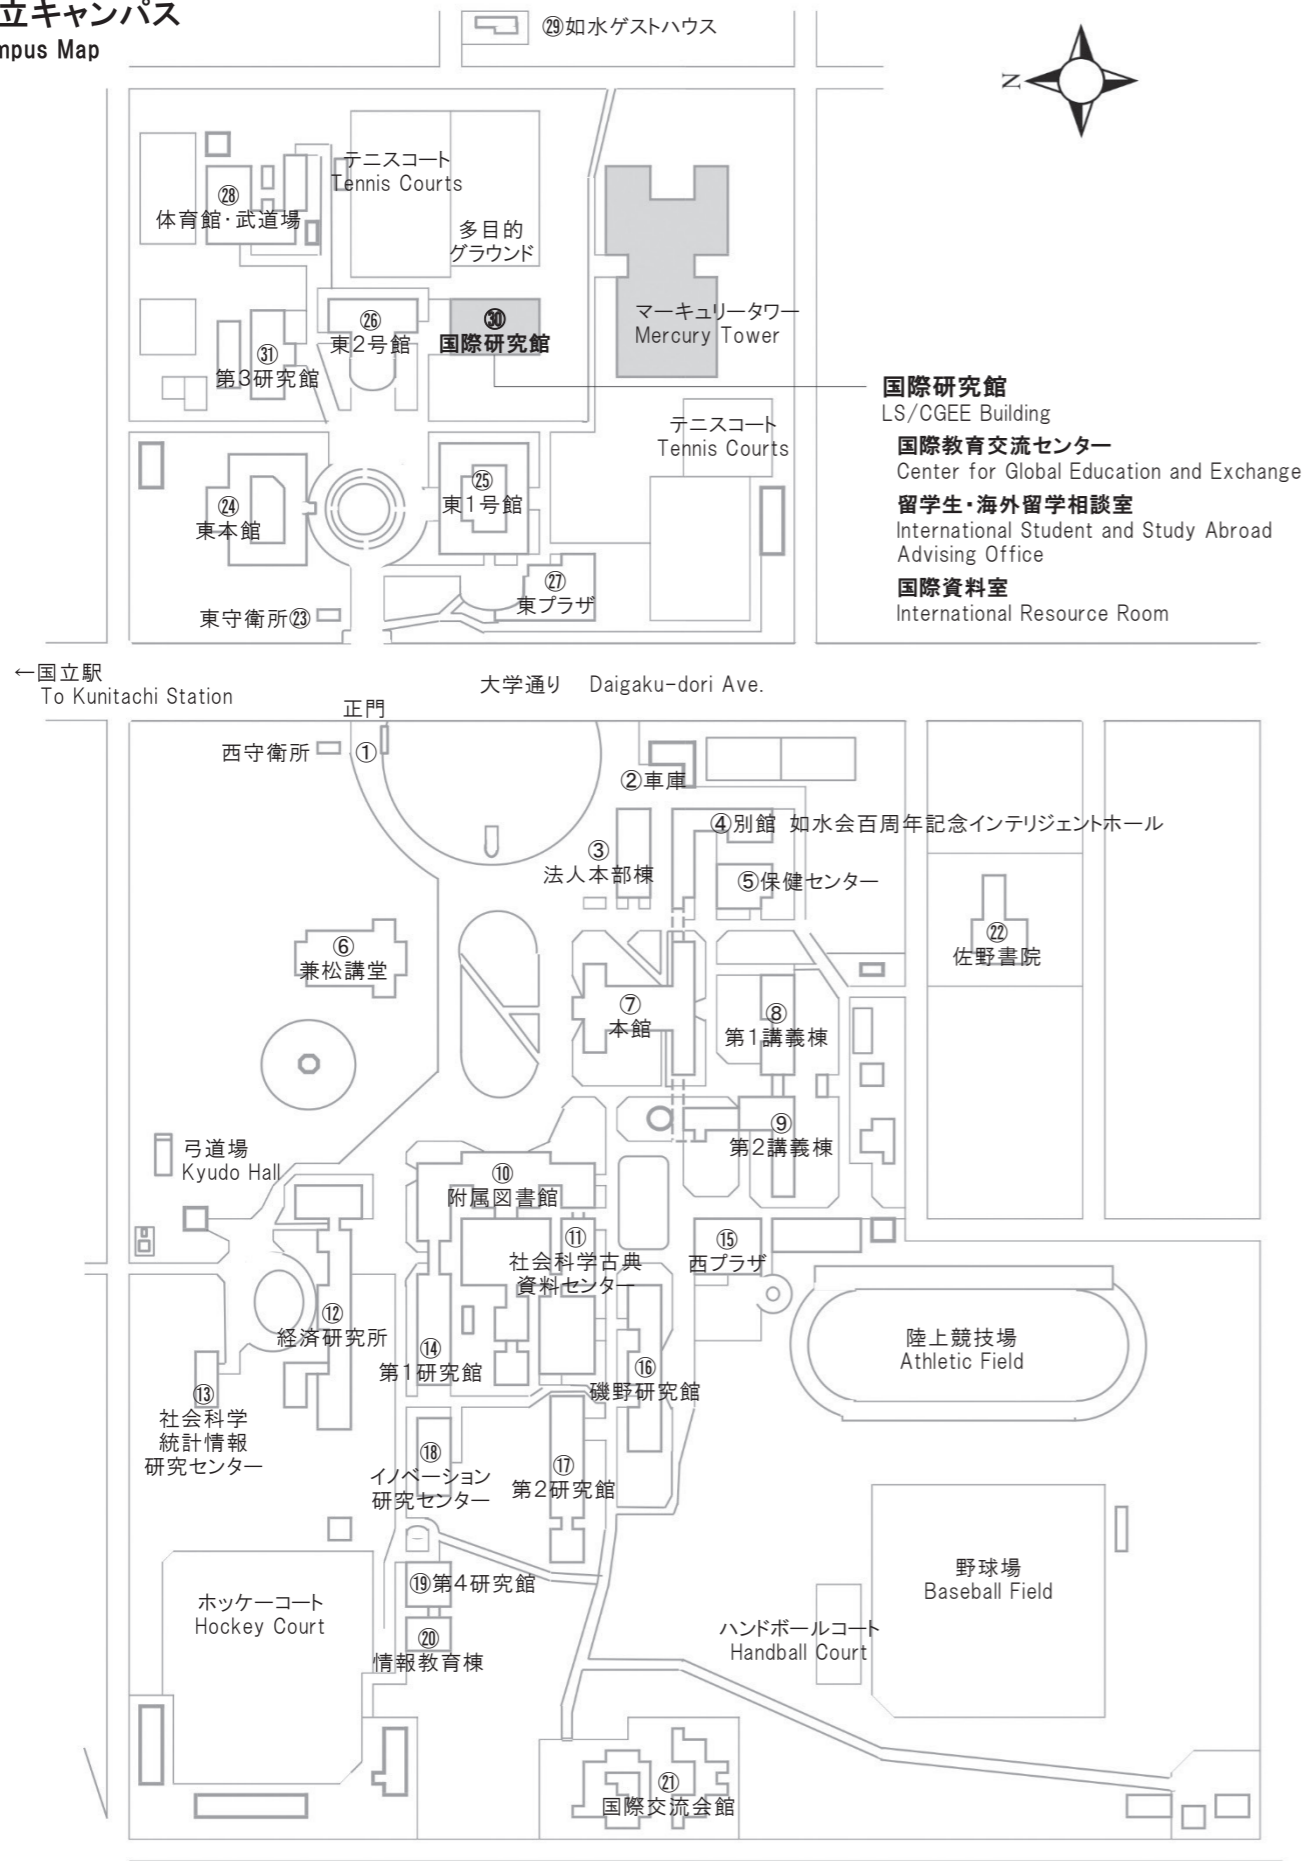 立キャンパス
mpus Map
㉙如水ゲストハウス
N
テニスコート
Tennis Courts
㉘
体育館・武道場
多目的
グラウンド
マーキュリータワー
Mercury Tower
㉖
東2号館
㉚
国際研究館
㉛
第3研究館
国際研究館
LS/CGEE Building
国際教育交流センター
Center for Global Education and Exchange
留学生・海外留学相談室
International Student and Study Abroad
Advising Office
国際資料室
International Resource Room
テニスコート
Tennis Courts
㉔
東本館
㉕
東1号館
㉗
東プラザ
東守衛所㉓
←国立駅
To Kunitachi Station
大学通り Daigaku-dori Ave.
正門
西守衛所
①
②車庫
③
法人本部棟
④別館 如水会百周年記念インテリジェントホール
⑤保健センター
⑥
兼松講堂
⑦
本館
⑧
第1講義棟
㉒
佐野書院
⑨
第2講義棟
弓道場
Kyudo Hall
⑩
附属図書館
⑪
社会科学古典
資料センター
⑮
西プラザ
⑫
経済研究所
⑭
第1研究館
⑯
磯野研究館
陸上競技場
Athletic Field
⑬
社会科学
統計情報
研究センター
⑱
イノベーション
研究センター
⑰
第2研究館
ホッケーコート
Hockey Court
⑲第4研究館
⑳
情報教育棟
野球場
Baseball Field
ハンドボールコート
Handball Court
㉑
国際交流会館